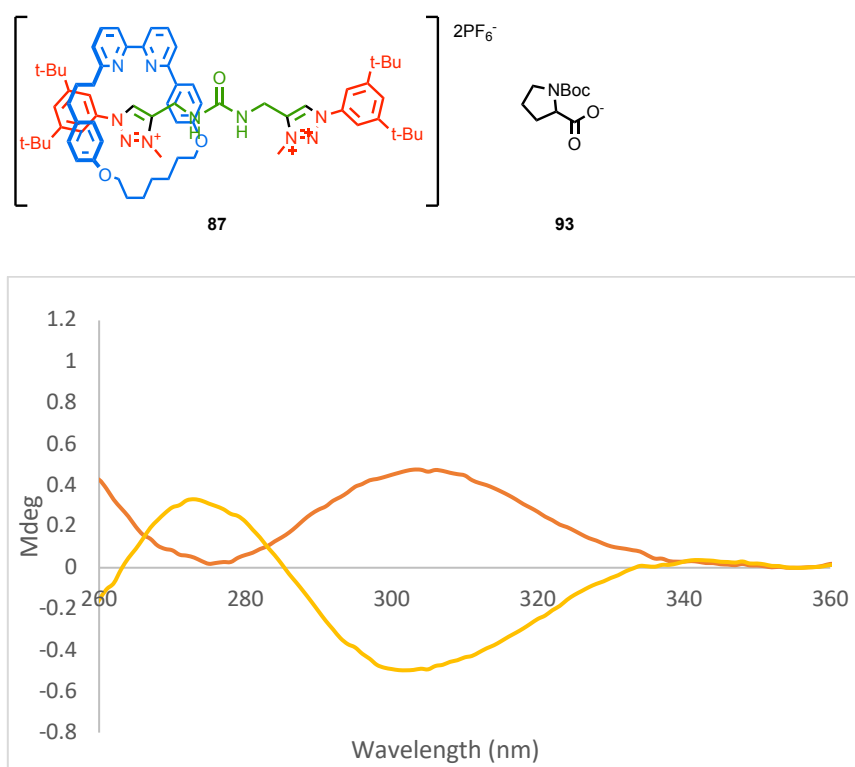 2PF6-
t-Bu
t-Bu
N
N
N
N=N+
O
N
H
N
H
O
O
N
N
N
+
+
t-Bu
t-Bu
87
NBoc
O-
O
93
1.2
1
0.8
0.6
0.4
0.2
0
-0.2
-0.4
-0.6
-0.8
Mdeg
260
280
300
320
340
360
Wavelength (nm)